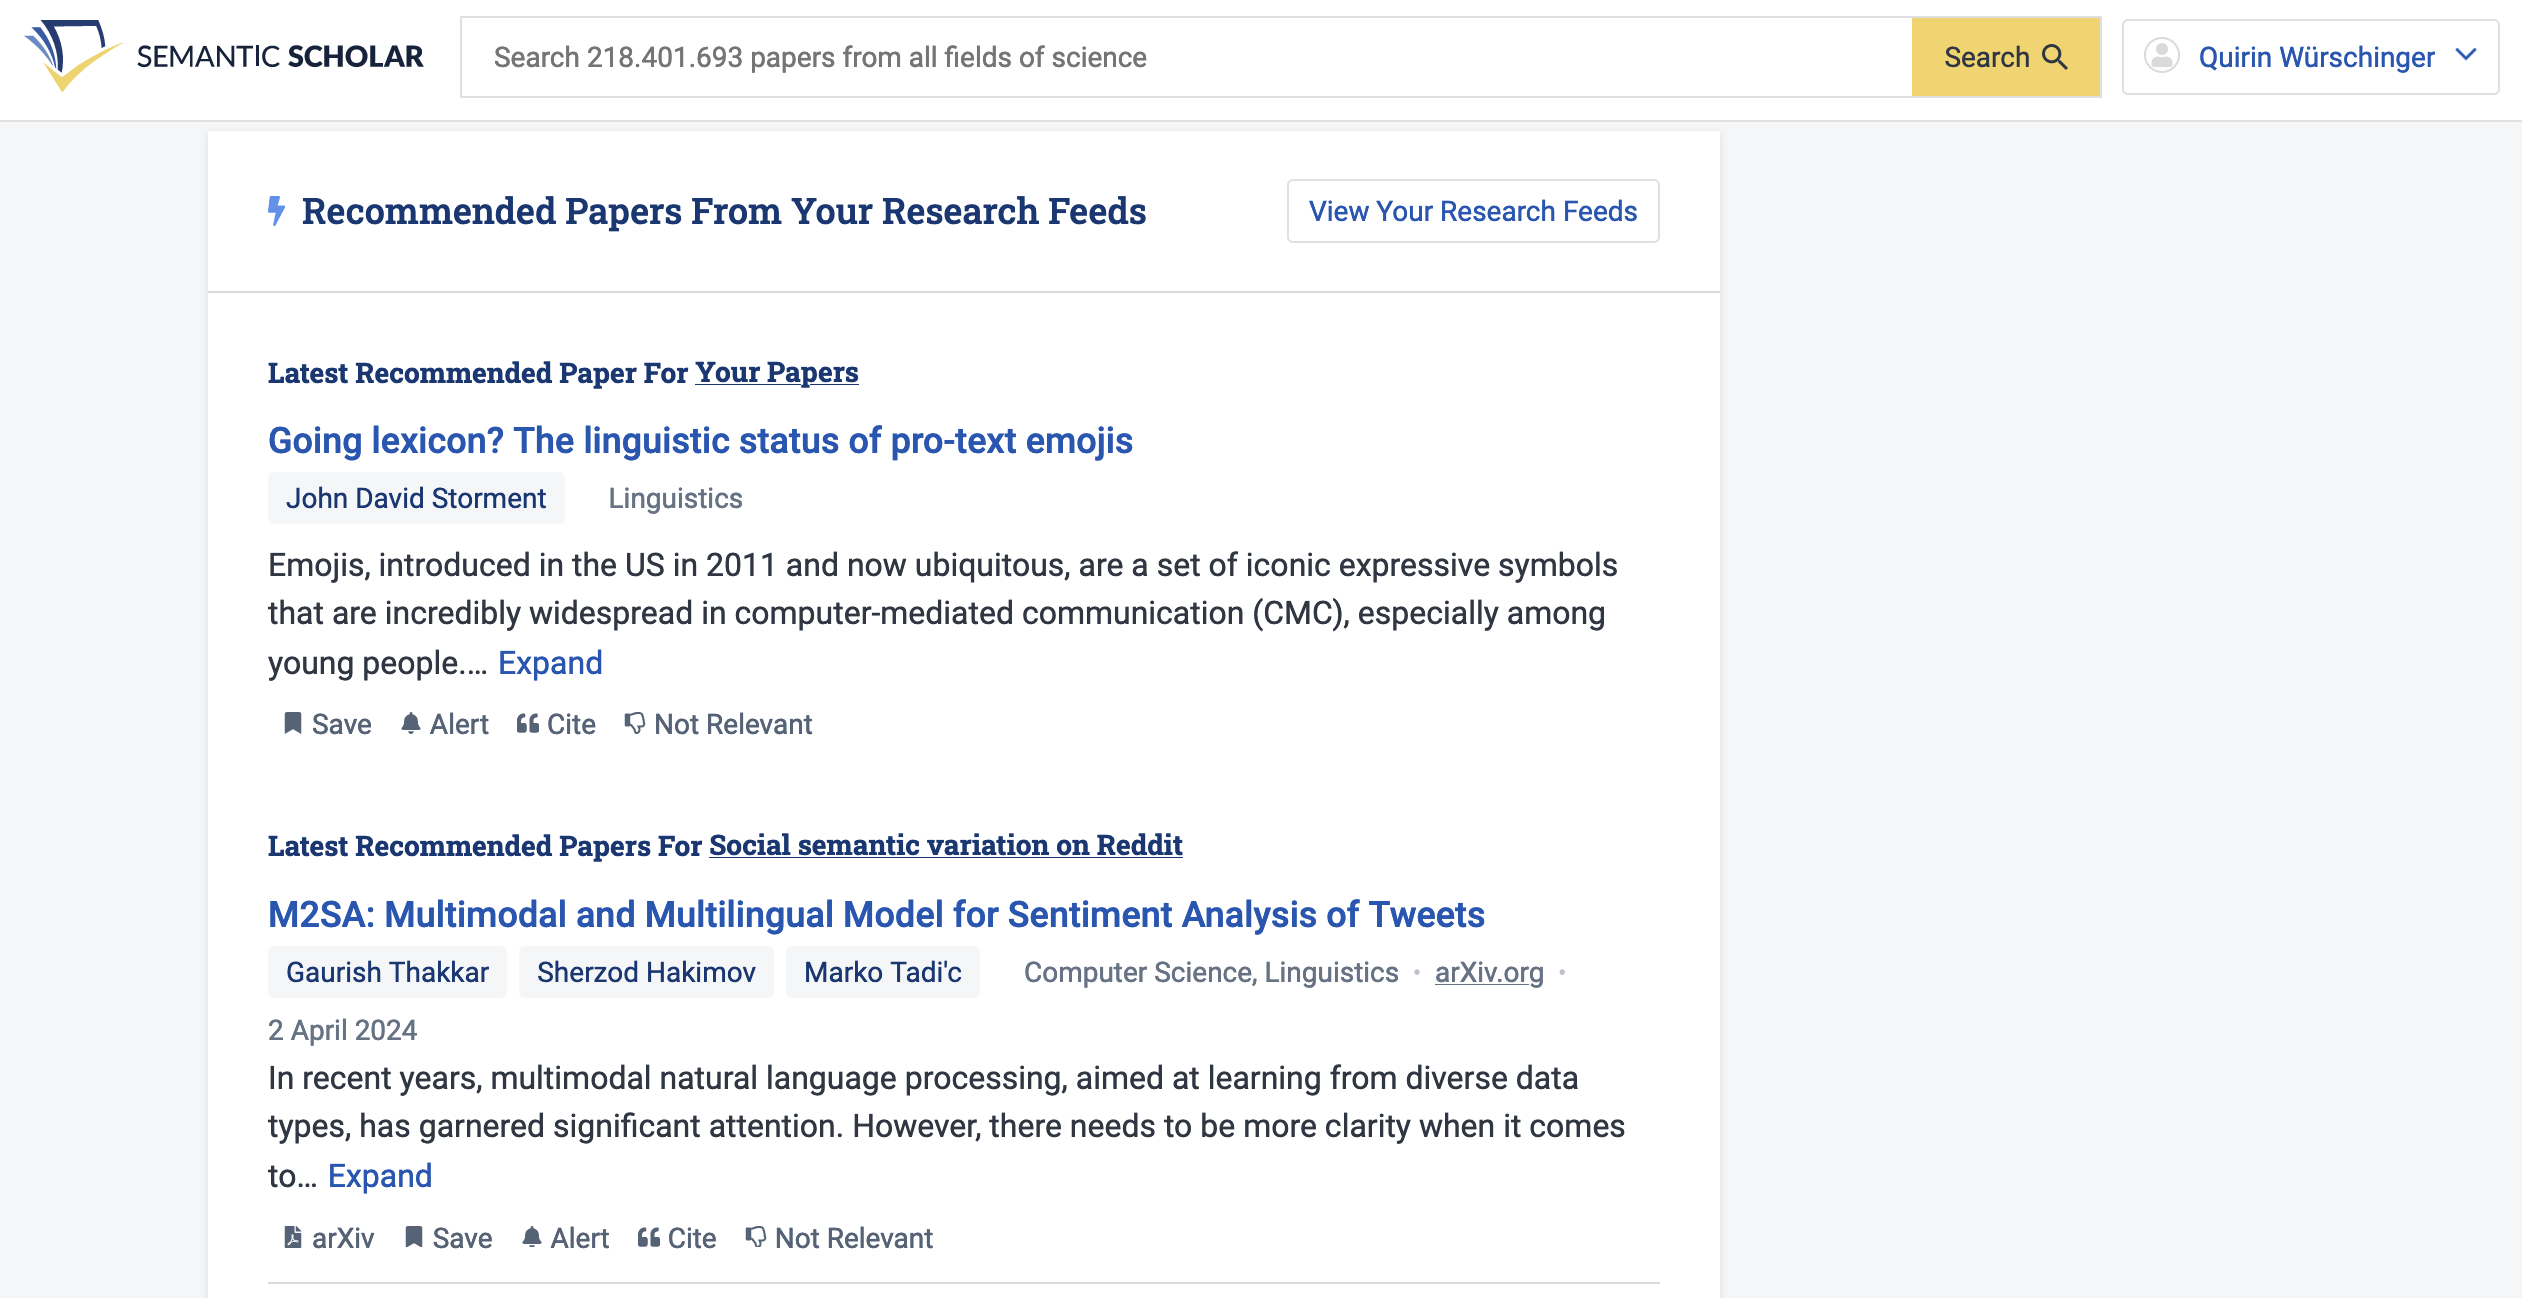 SEMANTIC SCHOLAR
Search 218.401.693 papers from all fields of science
Search
Quirin Würschinger
Recommended Papers From Your Research Feeds
View Your Research Feeds
Latest Recommended Paper For Your Papers
Going lexicon? The linguistic status of pro-text emojis
John David Storment Linguistics
Emojis, introduced in the US in 2011 and now ubiquitous, are a set of iconic expressive symbols
that are incredibly widespread in computer-mediated communication (CMC), especially among
young people.… Expand
Save Alert Cite Not Relevant
Latest Recommended Papers For Social semantic variation on Reddit
M2SA: Multimodal and Multilingual Model for Sentiment Analysis of Tweets
Gaurish Thakkar Sherzod Hakimov Marko Tadi'c Computer Science, Linguistics · arXiv.org ·
2 April 2024
In recent years, multimodal natural language processing, aimed at learning from diverse data
types, has garnered significant attention. However, there needs to be more clarity when it comes
to… Expand
arXiv Save Alert Cite Not Relevant